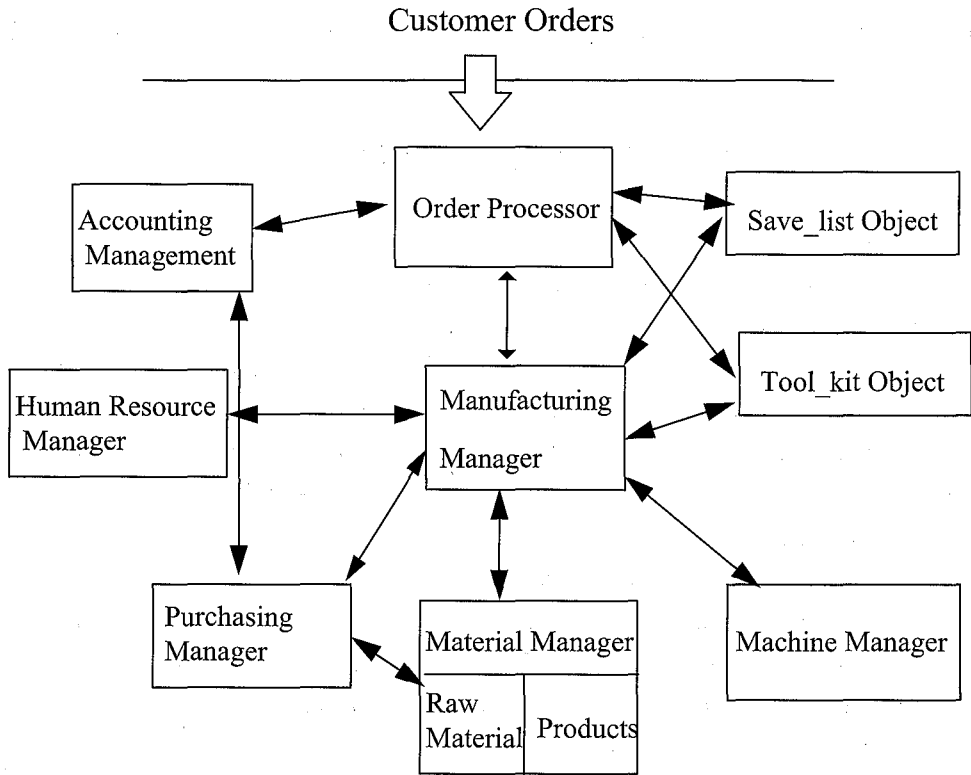 Customer Orders
Order Processor
Accounting
Management
Save_list Object
Tool_kit Object
Human Resource
Manager
Manufacturing
Manager
Purchasing
Manager
Material Manager
Raw
Material
Products
Machine Manager